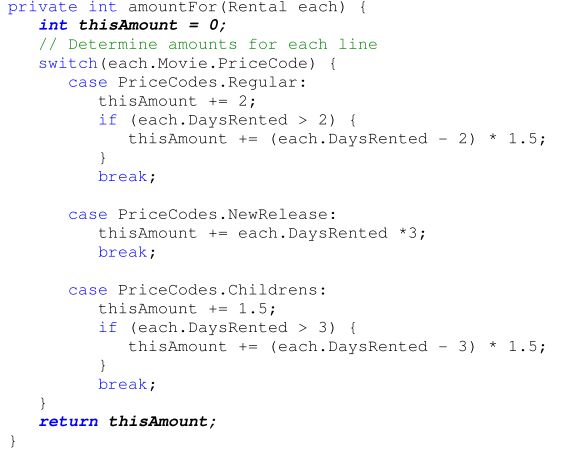 private int amountFor(Rental each) {
   int thisAmount = 0;
   // Determine amounts for each line
   switch(each.Movie.PriceCode) {
      case PriceCodes.Regular:
         thisAmount += 2;
         if (each.DaysRented > 2) {
            thisAmount += (each.DaysRented - 2) * 1.5;
         }
         break;

      case PriceCodes.NewRelease:
         thisAmount += each.DaysRented *3;
         break;

      case PriceCodes.Childrens:
         thisAmount += 1.5;
         if (each.DaysRented > 3) {
            thisAmount += (each.DaysRented - 3) * 1.5;
         }
         break;
   }
   return thisAmount;
}